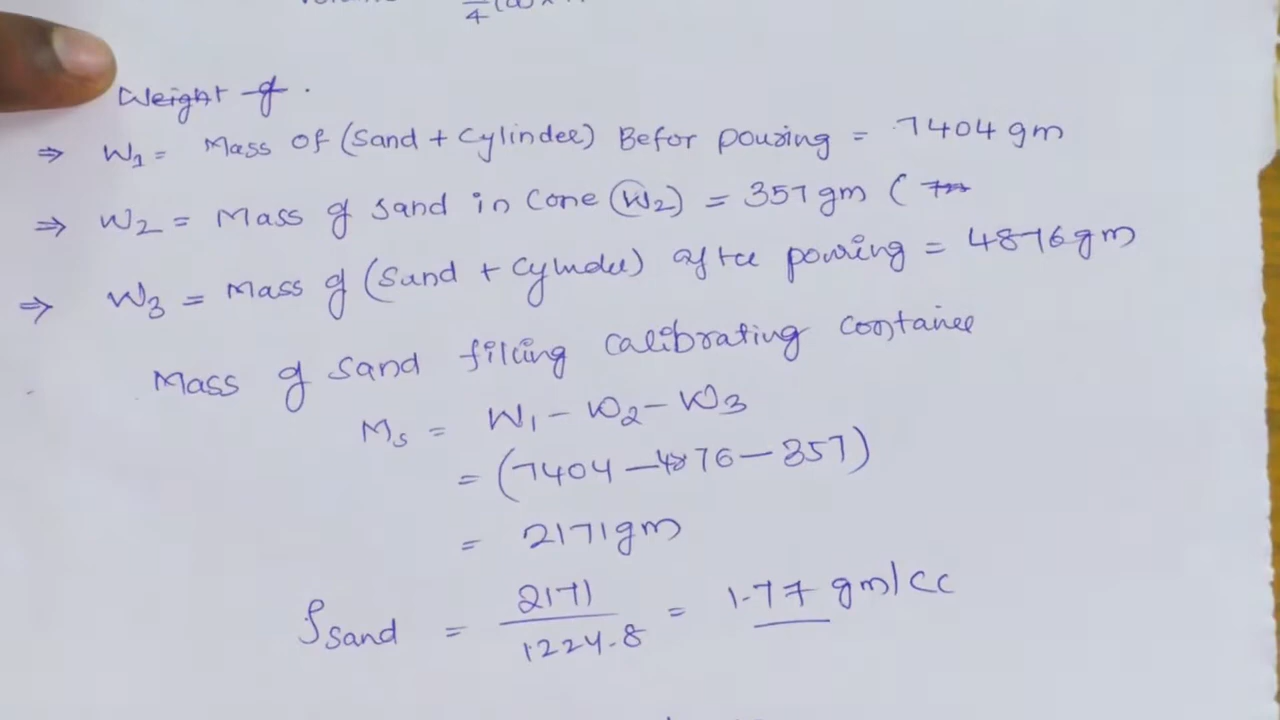 Weight of .
⇒ W1 = Mass Of (Sand + Cylinder) Befor pouring = 7404 gm
⇒ W2 = Mass of sand in Cone (W2) = 357 gm (
⇒ W3 = Mass of (Sand + Cylinder) after pouring = 4876 gm
Mass of sand filling calibrating container
Ms = W1 - W2 - W3
= (7404 - 4876 - 357)
= 2171 gm
ρsand = 2171 / 1224.8 = 1.77 gm/cc